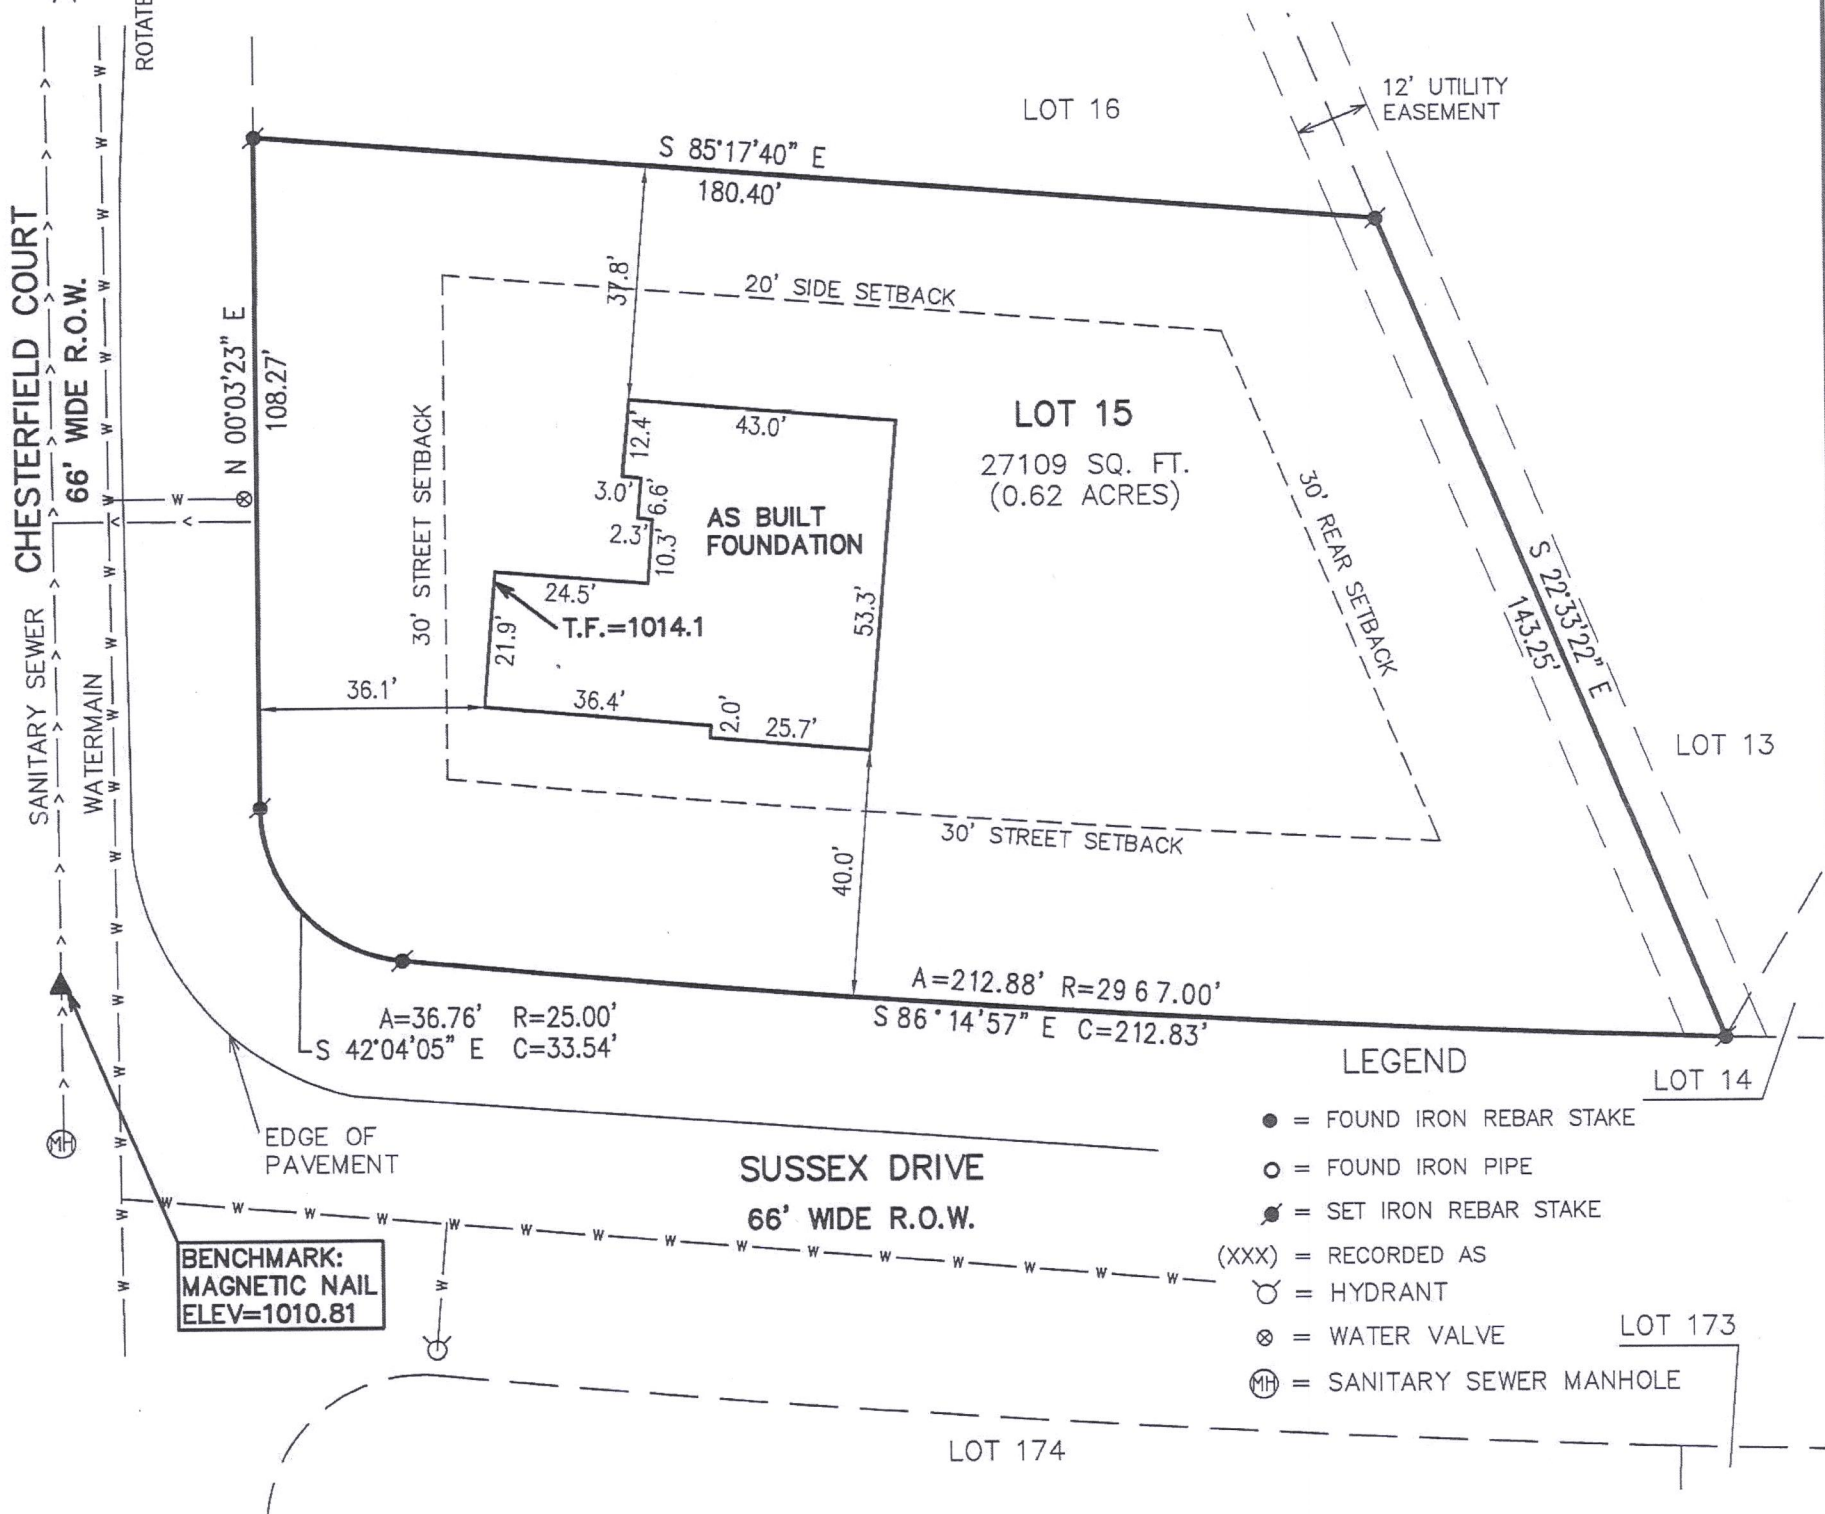 ROTATE
LOT 16
12' UTILITY
EASEMENT
S 85°17'40" E
180.40'
CHESTERFIELD COURT
66' WIDE R.O.W.
N 00°03'23" E
108.27'
37.8'
20' SIDE SETBACK
30' STREET SETBACK
LOT 15
27109 SQ. FT.
(0.62 ACRES)
30' REAR SETBACK
S 22°33'22" E
143.25'
43.0'
12.4'
3.0'
6.6'
2.3'
10.3'
AS BUILT
FOUNDATION
24.5'
T.F.=1014.1
21.9'
53.3'
36.1'
36.4'
2.0'
25.7'
SANITARY SEWER
WATERMAIN
LOT 13
30' STREET SETBACK
40.0'
A=212.88' R=2967.00'
S 86°14'57" E C=212.83'
A=36.76' R=25.00'
S 42°04'05" E C=33.54'
LOT 14
MH
EDGE OF
PAVEMENT
SUSSEX DRIVE
66' WIDE R.O.W.
BENCHMARK:
MAGNETIC NAIL
ELEV=1010.81
LEGEND
= FOUND IRON REBAR STAKE
= FOUND IRON PIPE
= SET IRON REBAR STAKE
(XXX) = RECORDED AS
= HYDRANT
= WATER VALVE
MH = SANITARY SEWER MANHOLE
LOT 173
LOT 174